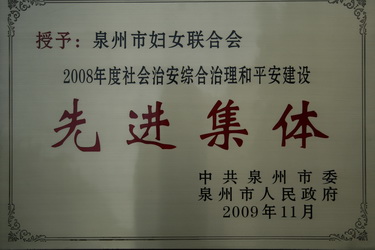 授予：泉州市妇女联合会
2008年度社会治安综合治理和平安建设
先进集体
中共泉州市委
泉州市人民政府
2009年11月